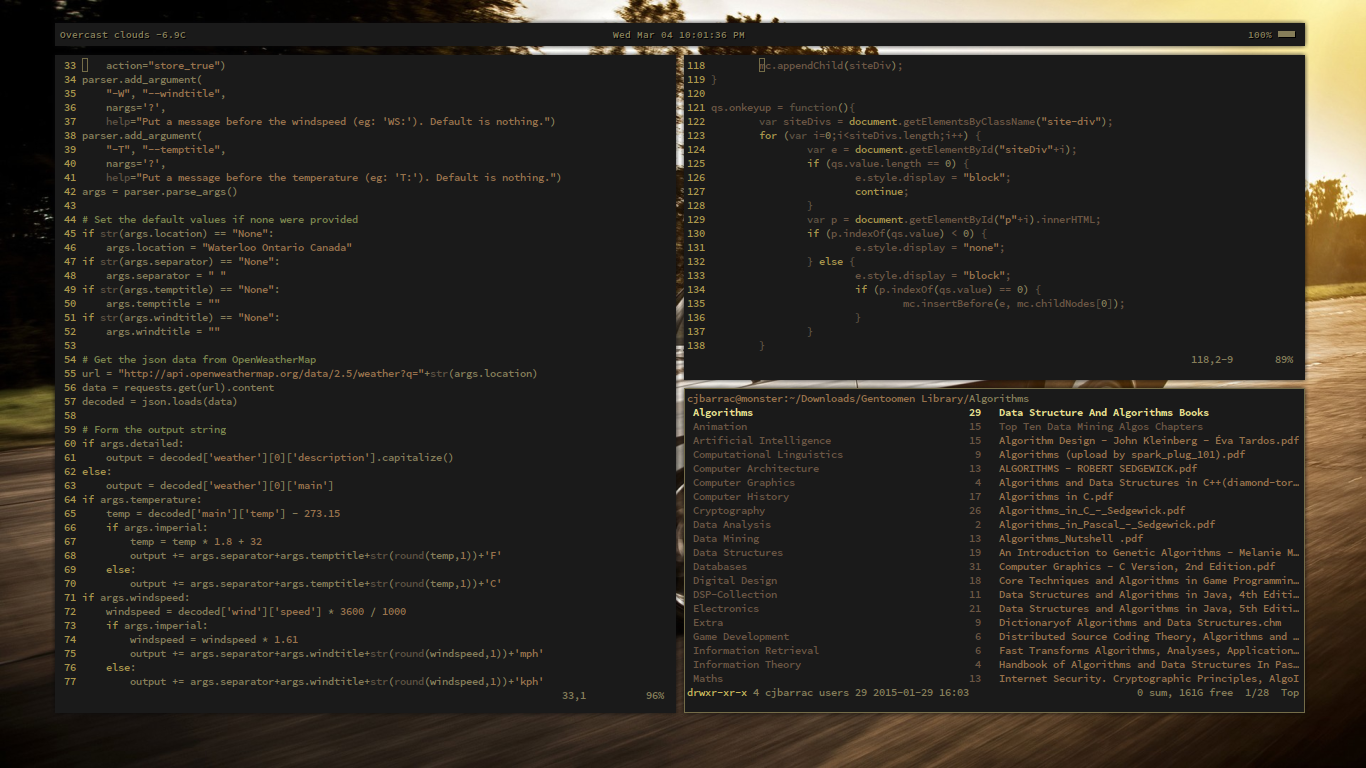 Overcast clouds -6.9C
Wed Mar 04 10:01:36 PM
100%
33     action="store_true")
34 parser.add_argument(
35     "-W", "--windtitle",
36     nargs='?',
37     help="Put a message before the windspeed (eg: 'WS:'). Default is nothing.")
38 parser.add_argument(
39     "-T", "--temptitle",
40     nargs='?',
41     help="Put a message before the temperature (eg: 'T:'). Default is nothing.")
42 args = parser.parse_args()
43
44 # Set the default values if none were provided
45 if str(args.location) == "None":
46     args.location = "Waterloo Ontario Canada"
47 if str(args.separator) == "None":
48     args.separator = " "
49 if str(args.temptitle) == "None":
50     args.temptitle = ""
51 if str(args.windtitle) == "None":
52     args.windtitle = ""
53
54 # Get the json data from OpenWeatherMap
55 url = "http://api.openweathermap.org/data/2.5/weather?q="+str(args.location)
56 data = requests.get(url).content
57 decoded = json.loads(data)
58
59 # Form the output string
60 if args.detailed:
61     output = decoded['weather'][0]['description'].capitalize()
62 else:
63     output = decoded['weather'][0]['main']
64 if args.temperature:
65     temp = decoded['main']['temp'] - 273.15
66     if args.imperial:
67         temp = temp * 1.8 + 32
68         output += args.separator+args.temptitle+str(round(temp,1))+'F'
69     else:
70         output += args.separator+args.temptitle+str(round(temp,1))+'C'
71 if args.windspeed:
72     windspeed = decoded['wind']['speed'] * 3600 / 1000
73     if args.imperial:
74         windspeed = windspeed * 1.61
75         output += args.separator+args.windtitle+str(round(windspeed,1))+'mph'
76     else:
77         output += args.separator+args.windtitle+str(round(windspeed,1))+'kph'
33,1 96%
118         mc.appendChild(siteDiv);
119 }
120
121 qs.onkeyup = function(){
122         var siteDivs = document.getElementsByClassName("site-div");
123         for (var i=0;i<siteDivs.length;i++) {
124                 var e = document.getElementById("siteDiv"+i);
125                 if (qs.value.length == 0) {
126                         e.style.display = "block";
127                         continue;
128                 }
129                 var p = document.getElementById("p"+i).innerHTML;
130                 if (p.indexOf(qs.value) < 0) {
131                         e.style.display = "none";
132                 } else {
133                         e.style.display = "block";
134                         if (p.indexOf(qs.value) == 0) {
135                                 mc.insertBefore(e, mc.childNodes[0]);
136                         }
137                 }
138         }
118,2-9 89%
cjbarrac@monster:~/Downloads/Gentoomen Library/Algorithms
Algorithms 29 Data Structure And Algorithms Books
Animation 15 Top Ten Data Mining Algos Chapters
Artificial Intelligence 15 Algorithm Design - John Kleinberg - Éva Tardos.pdf
Computational Linguistics 9 Algorithms (upload by spark_plug_101).pdf
Computer Architecture 13 ALGORITHMS - ROBERT SEDGEWICK.pdf
Computer Graphics 4 Algorithms and Data Structures in C++(diamond-tor…
Computer History 17 Algorithms in C.pdf
Cryptography 26 Algorithms_in_C_-_Sedgewick.pdf
Data Analysis 2 Algorithms_in_Pascal_-_Sedgewick.pdf
Data Mining 13 Algorithms_Nutshell .pdf
Data Structures 19 An Introduction to Genetic Algorithms - Melanie M…
Databases 31 Computer Graphics - C Version, 2nd Edition.pdf
Digital Design 18 Core Techniques and Algorithms in Game Programmin…
DSP-Collection 11 Data Structures and Algorithms in Java, 4th Editi…
Electronics 21 Data Structures and Algorithms in Java, 5th Editi…
Extra 9 Dictionaryof Algorithms and Data Structures.chm
Game Development 6 Distributed Source Coding Theory, Algorithms and …
Information Retrieval 6 Fast Transforms Algorithms, Analyses, Application…
Information Theory 4 Handbook of Algorithms and Data Structures In Pas…
Maths 13 Internet Security. Cryptographic Principles, AlgoI
drwxr-xr-x 4 cjbarrac users 29 2015-01-29 16:03 0 sum, 161G free 1/28 Top